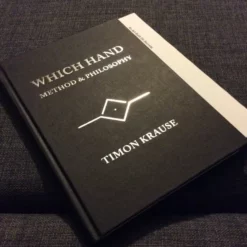 WHICH HAND
METHOD & PHILOSOPHY
TIMON KRAUSE